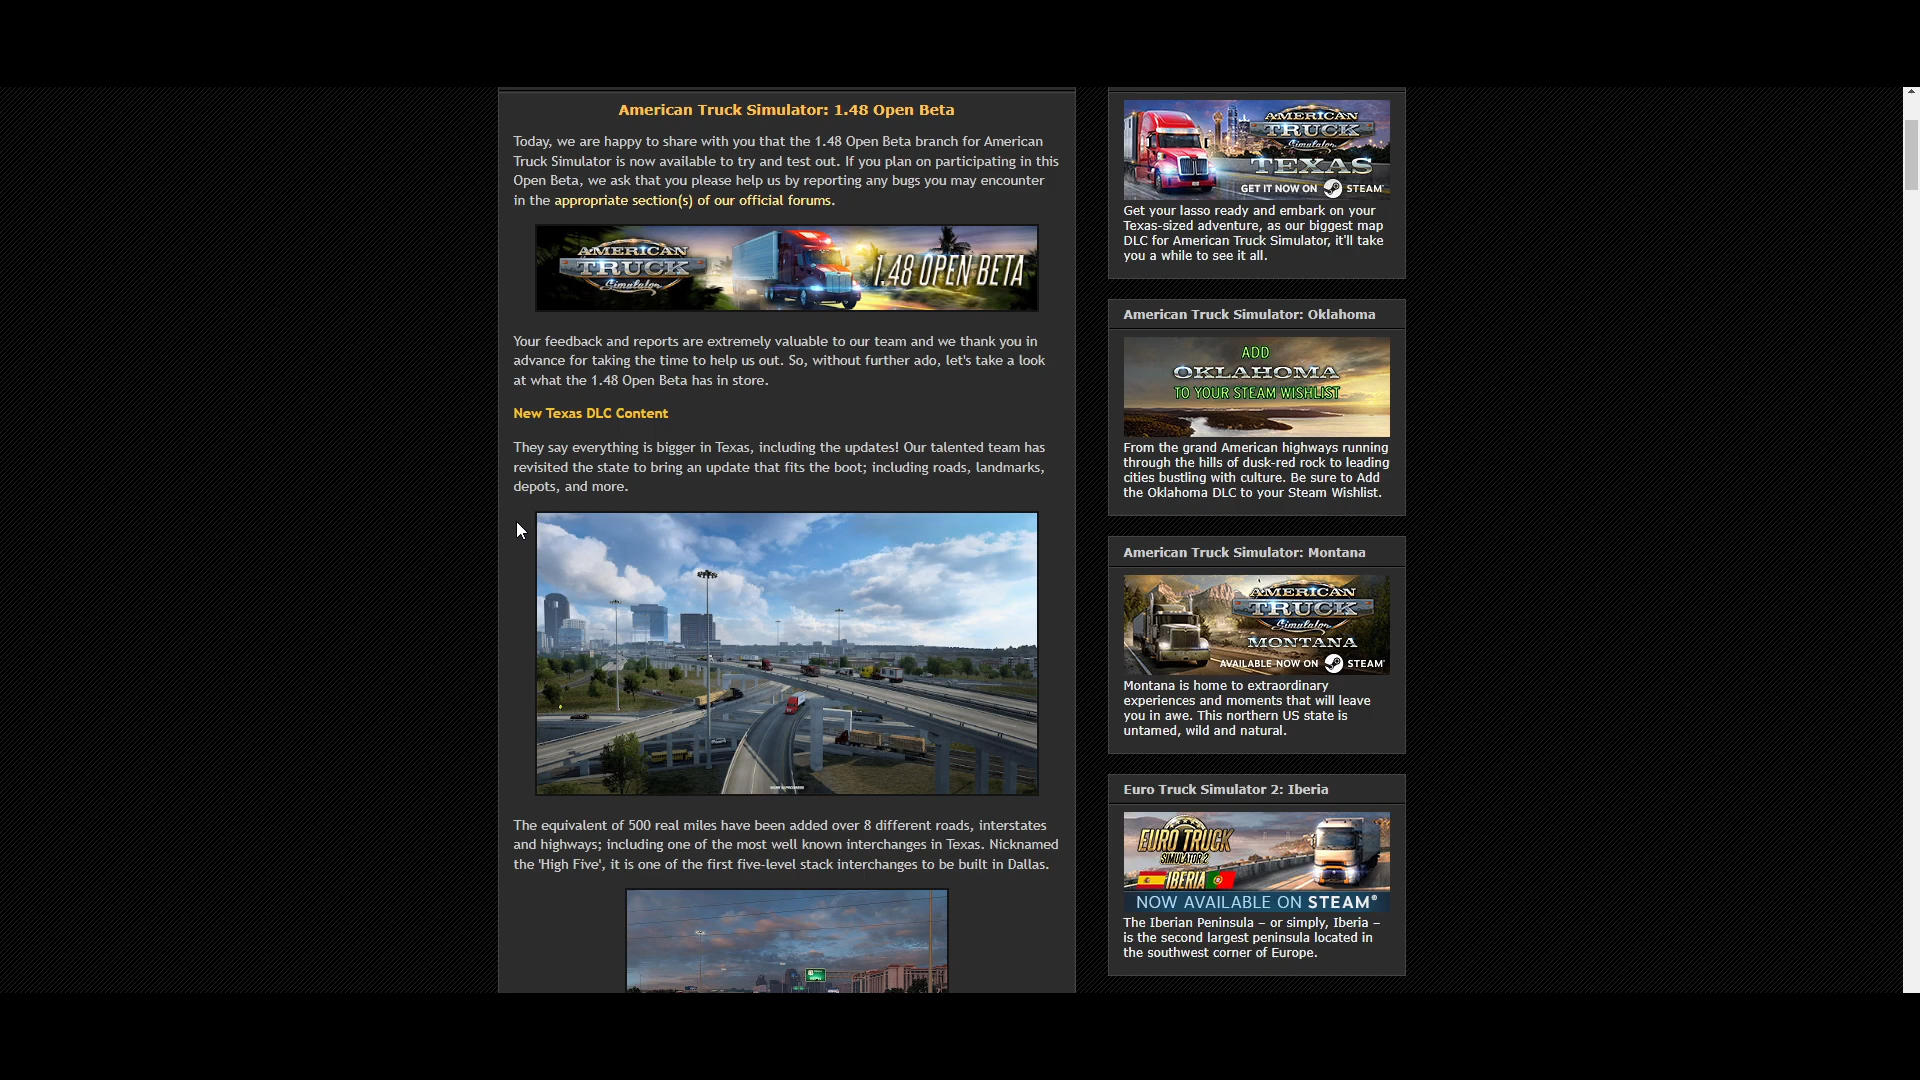 American Truck Simulator: 1.48 Open Beta
Today, we are happy to share with you that the 1.48 Open Beta branch for American
Truck Simulator is now available to try and test out. If you plan on participating in this
Open Beta, we ask that you please help us by reporting any bugs you may encounter
in the appropriate section(s) of our official forums.
AMERICAN
TRUCK
Simulator
1.48 OPEN BETA
Your feedback and reports are extremely valuable to our team and we thank you in
advance for taking the time to help us out. So, without further ado, let's take a look
at what the 1.48 Open Beta has in store.
New Texas DLC Content
They say everything is bigger in Texas, including the updates! Our talented team has
revisited the state to bring an update that fits the boot; including roads, landmarks,
depots, and more.
The equivalent of 500 real miles have been added over 8 different roads, interstates
and highways; including one of the most well known interchanges in Texas. Nicknamed
the 'High Five', it is one of the first five-level stack interchanges to be built in Dallas.
AMERICAN
TRUCK
Simulator
TEXAS
GET IT NOW ON STEAM
Get your lasso ready and embark on your
Texas-sized adventure, as our biggest map
DLC for American Truck Simulator, it'll take
you a while to see it all.
American Truck Simulator: Oklahoma
ADD
OKLAHOMA
TO YOUR STEAM WISHLIST
From the grand American highways running
through the hills of dusk-red rock to leading
cities bustling with culture. Be sure to Add
the Oklahoma DLC to your Steam Wishlist.
American Truck Simulator: Montana
AMERICAN
TRUCK
Simulator
MONTANA
AVAILABLE NOW ON STEAM
Montana is home to extraordinary
experiences and moments that will leave
you in awe. This northern US state is
untamed, wild and natural.
Euro Truck Simulator 2: Iberia
EURO TRUCK
SIMULATOR 2
IBERIA
NOW AVAILABLE ON STEAM®
The Iberian Peninsula – or simply, Iberia –
is the second largest peninsula located in
the southwest corner of Europe.